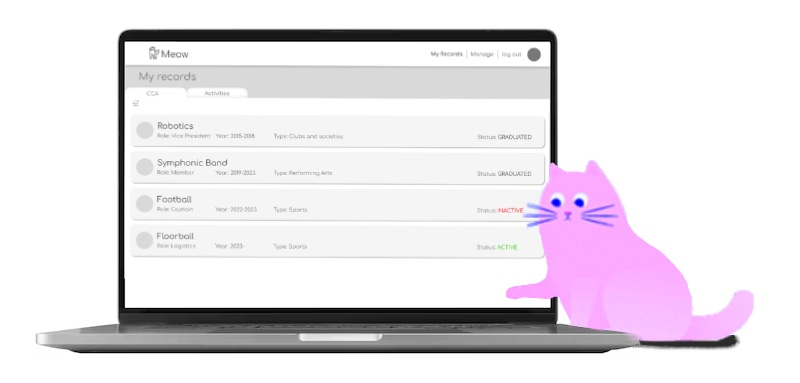 Meow
My Records | Manage | log out
My records
CCA Activities
Robotics
Role: Vice President Year: 2015-2018 Type: Clubs and societies Status: GRADUATED
Symphonic Band
Role: Member Year: 2019-2023 Type: Performing Arts Status: GRADUATED
Football
Role: Captain Year: 2022-2023 Type: Sports Status: INACTIVE
Floorball
Role: Logistics Year: 2023- Type: Sports Status: ACTIVE